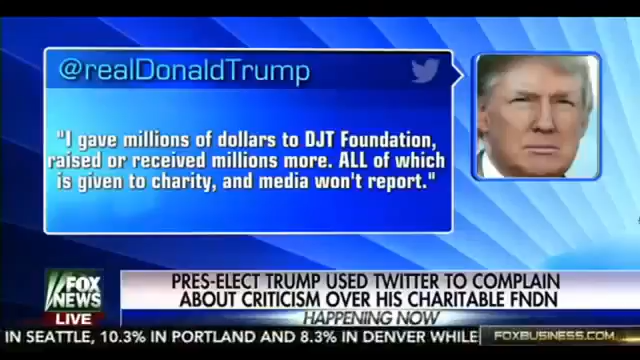 @realDonaldTrump
"I gave millions of dollars to DJT Foundation,
raised or received millions more. ALL of which
is given to charity, and media won't report."
FOX
NEWS
LIVE
PRES-ELECT TRUMP USED TWITTER TO COMPLAIN
ABOUT CRITICISM OVER HIS CHARITABLE FNDN
HAPPENING NOW
IN SEATTLE, 10.3% IN PORTLAND AND 8.3% IN DENVER WHILE
FOXBUSINESS.COM